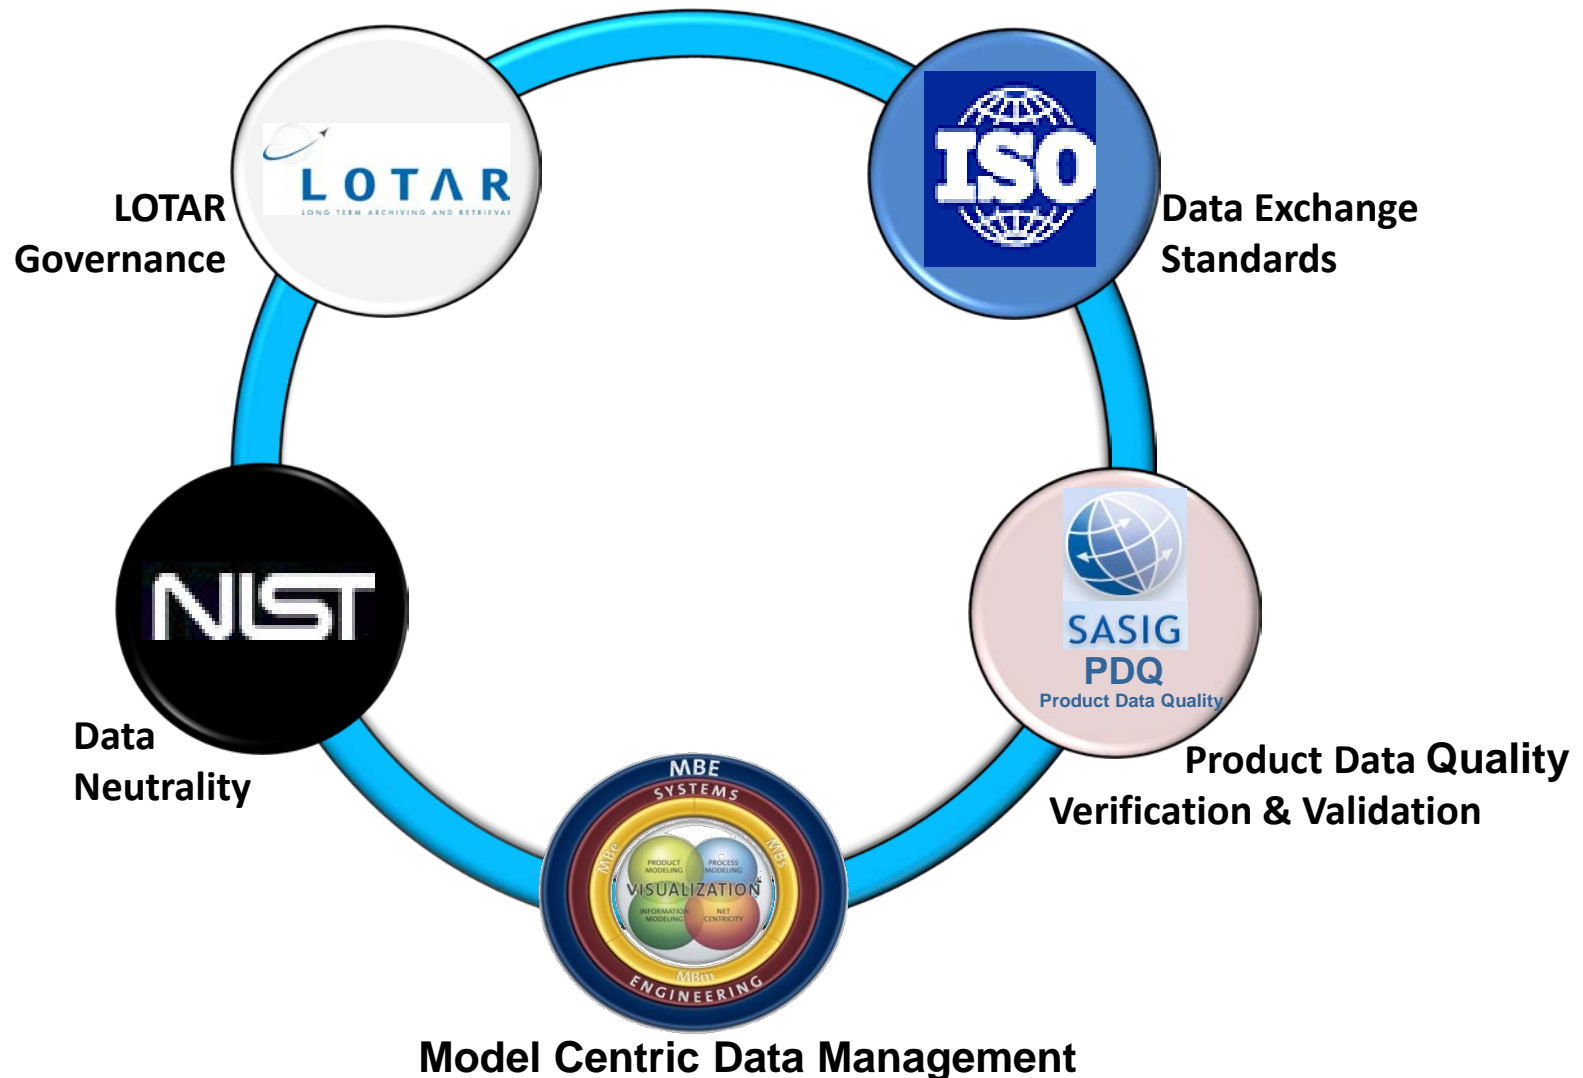 LOTAR
LONG TERM ARCHIVING AND RETRIEVAL
LOTAR
Governance
ISO
Data Exchange
Standards
NIST
Data
Neutrality
SASIG
PDQ
Product Data Quality
Product Data Quality
Verification & Validation
MBE
SYSTEMS
MBe
MBs
PRODUCT
MODELING
PROCESS
MODELING
VISUALIZATION
INFORMATION
MODELING
NET
CENTRICITY
MBm
ENGINEERING
Model Centric Data Management